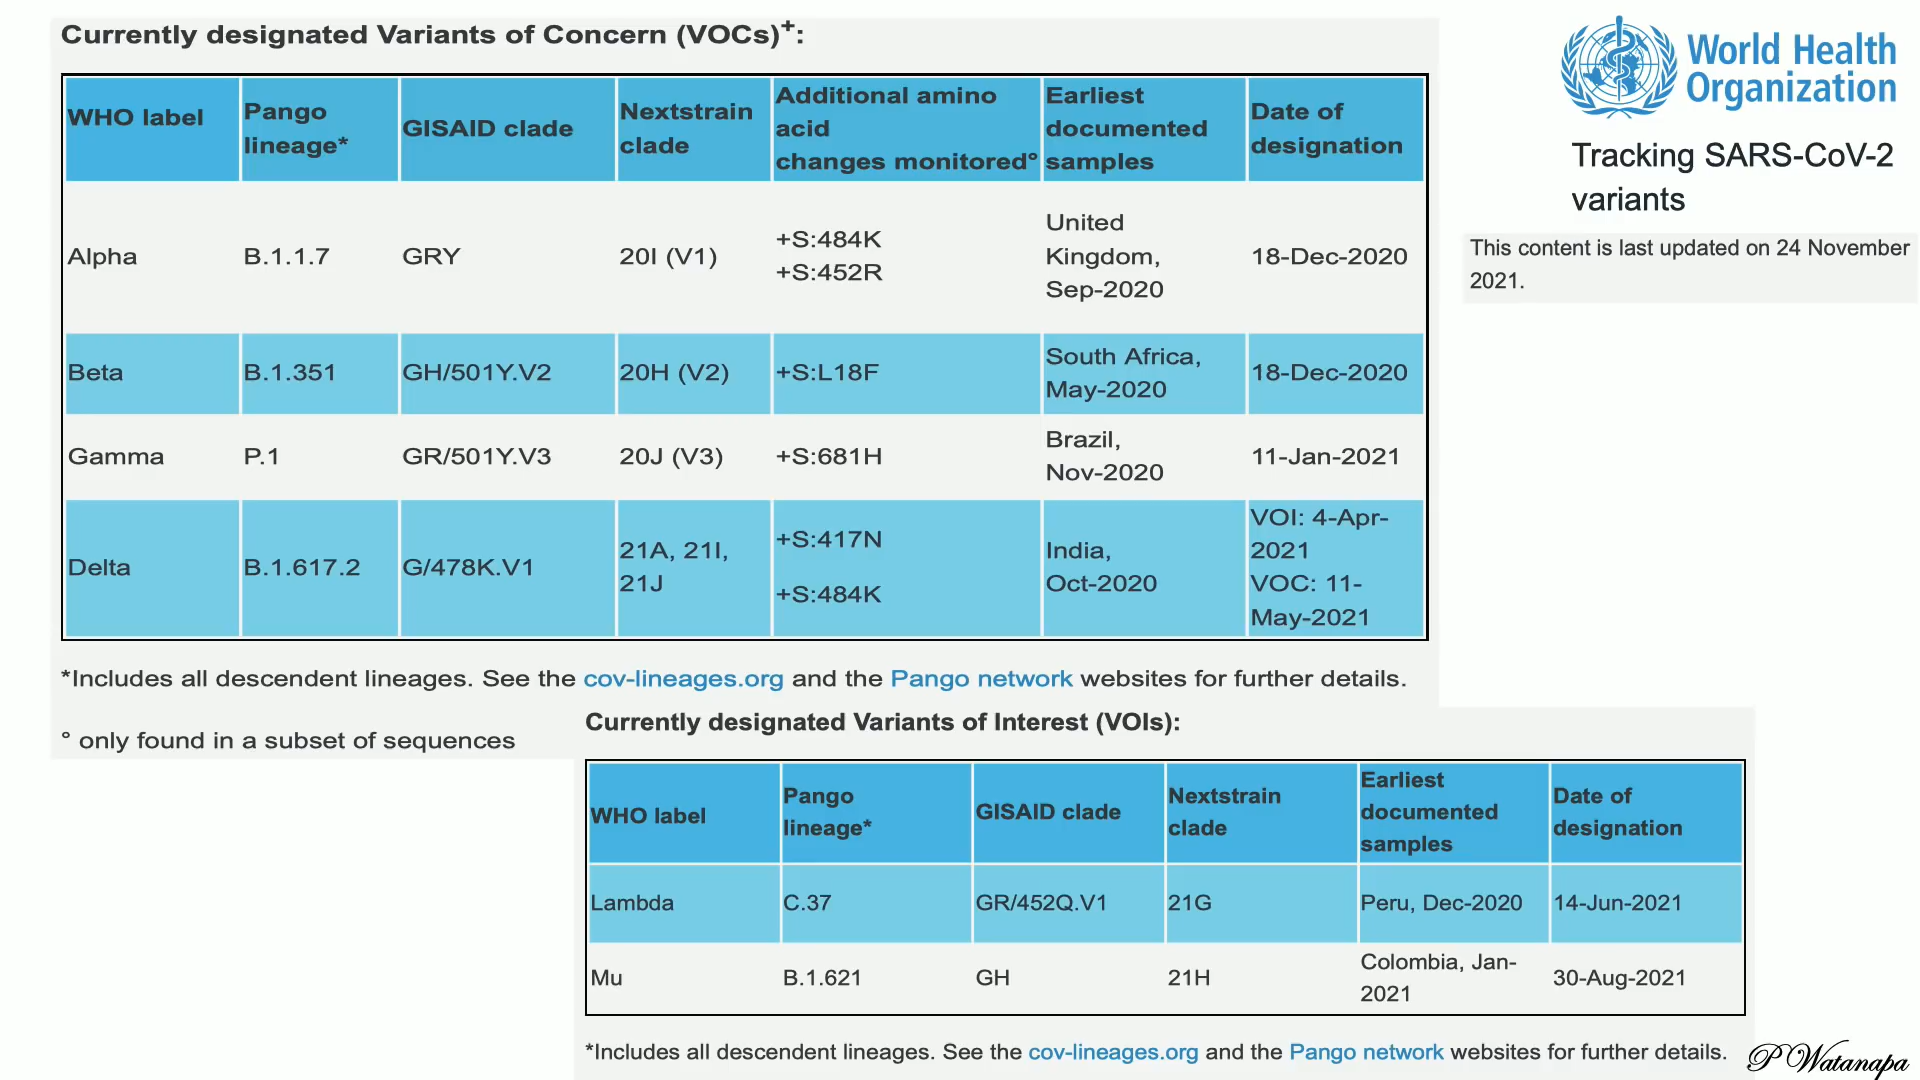 Currently designated Variants of Concern (VOCs)+:
World Health
Organization
Tracking SARS-CoV-2
variants
This content is last updated on 24 November
2021.
WHO label
Pango
lineage*
GISAID clade
Nextstrain
clade
Additional amino
acid
changes monitored°
Earliest
documented
samples
Date of
designation
Alpha
B.1.1.7
GRY
20I (V1)
+S:484K
+S:452R
United
Kingdom,
Sep-2020
18-Dec-2020
Beta
B.1.351
GH/501Y.V2
20H (V2)
+S:L18F
South Africa,
May-2020
18-Dec-2020
Gamma
P.1
GR/501Y.V3
20J (V3)
+S:681H
Brazil,
Nov-2020
11-Jan-2021
Delta
B.1.617.2
G/478K.V1
21A, 21I,
21J
+S:417N
+S:484K
India,
Oct-2020
VOI: 4-Apr-
2021
VOC: 11-
May-2021
*Includes all descendent lineages. See the cov-lineages.org and the Pango network websites for further details.
° only found in a subset of sequences
Currently designated Variants of Interest (VOIs):
WHO label
Pango
lineage*
GISAID clade
Nextstrain
clade
Earliest
documented
samples
Date of
designation
Lambda
C.37
GR/452Q.V1
21G
Peru, Dec-2020
14-Jun-2021
Mu
B.1.621
GH
21H
Colombia, Jan-
2021
30-Aug-2021
*Includes all descendent lineages. See the cov-lineages.org and the Pango network websites for further details.
P Watanapa